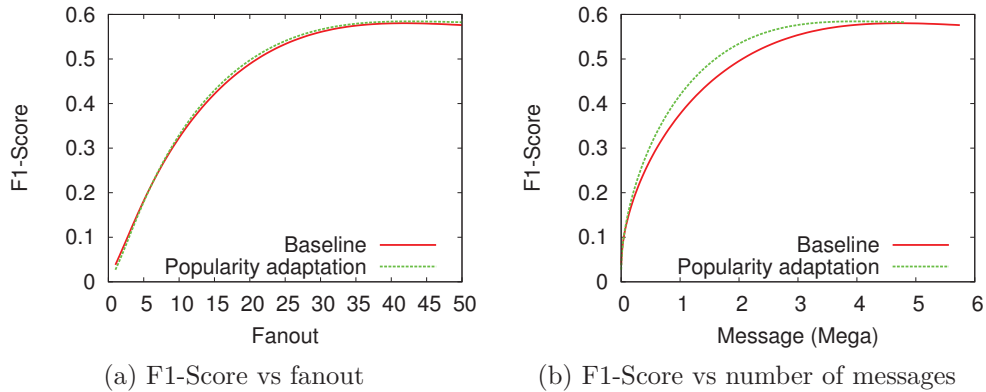 F1-Score
0.6
0.5
0.4
0.3
0.2
0.1
0
Baseline
Popularity adaptation
0 5 10 15 20 25 30 35 40 45 50
Fanout
(a) F1-Score vs fanout
F1-Score
0.6
0.5
0.4
0.3
0.2
0.1
0
Baseline
Popularity adaptation
0 1 2 3 4 5 6
Message (Mega)
(b) F1-Score vs number of messages